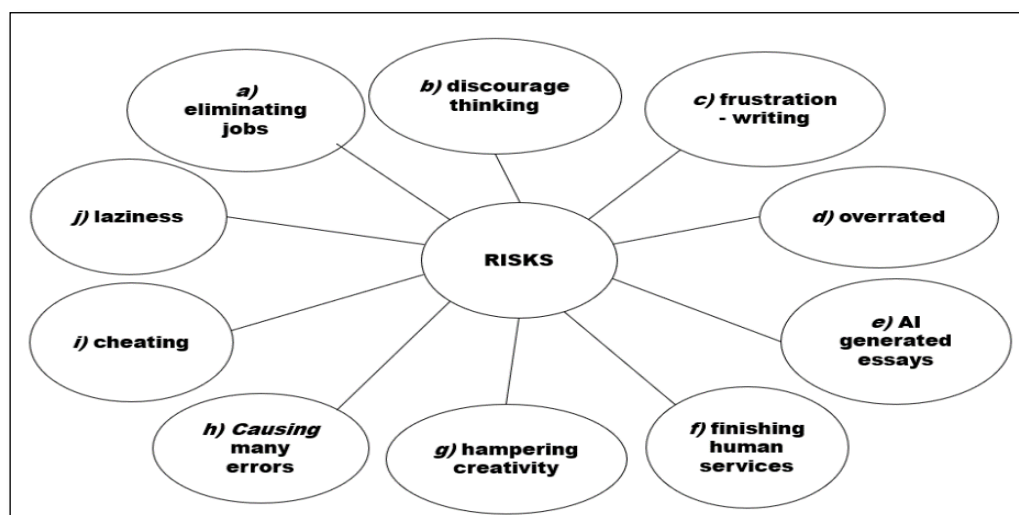 a)
eliminating
jobs
b) discourage
thinking
c) frustration
- writing
j) laziness
d) overrated
RISKS
i) cheating
e) AI
generated
essays
h) Causing
many
errors
g) hampering
creativity
f) finishing
human
services